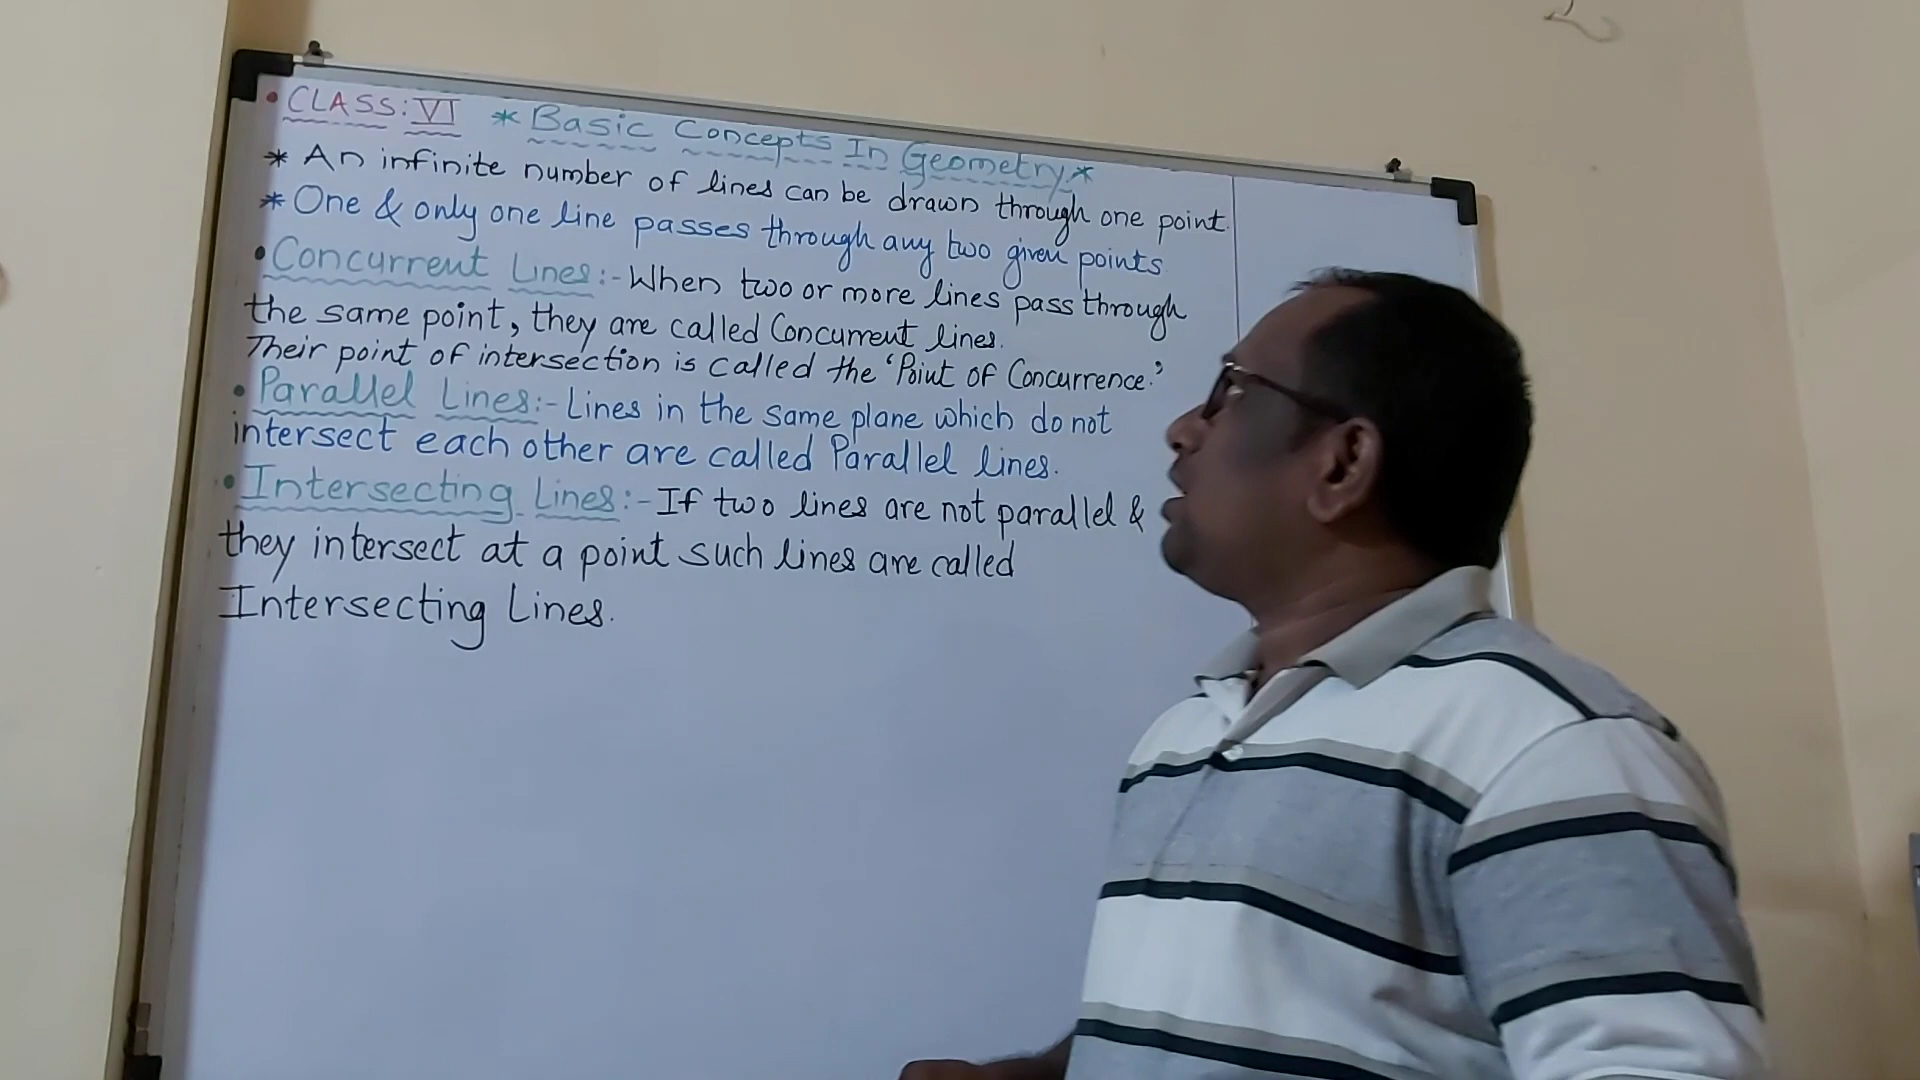 • CLASS: VI * Basic Concepts In Geometry *
* An infinite number of lines can be drawn through one point.
* One & only one line passes through any two given points
• Concurrent Lines:- When two or more lines pass through
the same point, they are called Concurrent lines.
Their point of intersection is called the 'Point of Concurrence.'
• Parallel Lines:- Lines in the same plane which do not
intersect each other are called Parallel lines.
• Intersecting Lines:- If two lines are not parallel &
they intersect at a point such lines are called
Intersecting Lines.